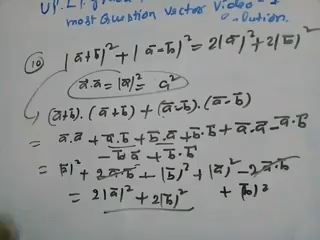 most Question Vector Video
⑩ |a̅+b̅|² + |a̅-b̅|² = 2|a̅|² + 2|b̅|²
a̅.a̅ = |a̅|² = a²
(a̅+b̅).(a̅+b̅) + (a̅-b̅).(a̅-b̅)
= a̅.a̅ + a̅.b̅ + b̅.a̅ + b̅.b̅ + a̅.a̅ - a̅.b̅
- b̅.a̅ + b̅.b̅
= |a̅|² + 2a̅.b̅ + |b̅|² + |a̅|² - 2a̅.b̅
+ |b̅|²
= 2|a̅|² + 2|b̅|²